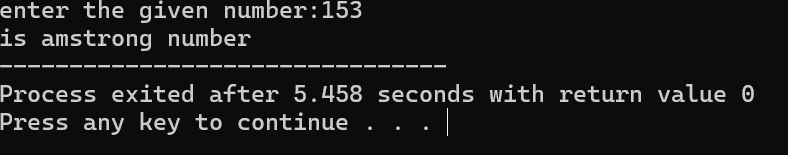 enter the given number:153
is amstrong number
--------------------------------
Process exited after 5.458 seconds with return value 0
Press any key to continue . . .